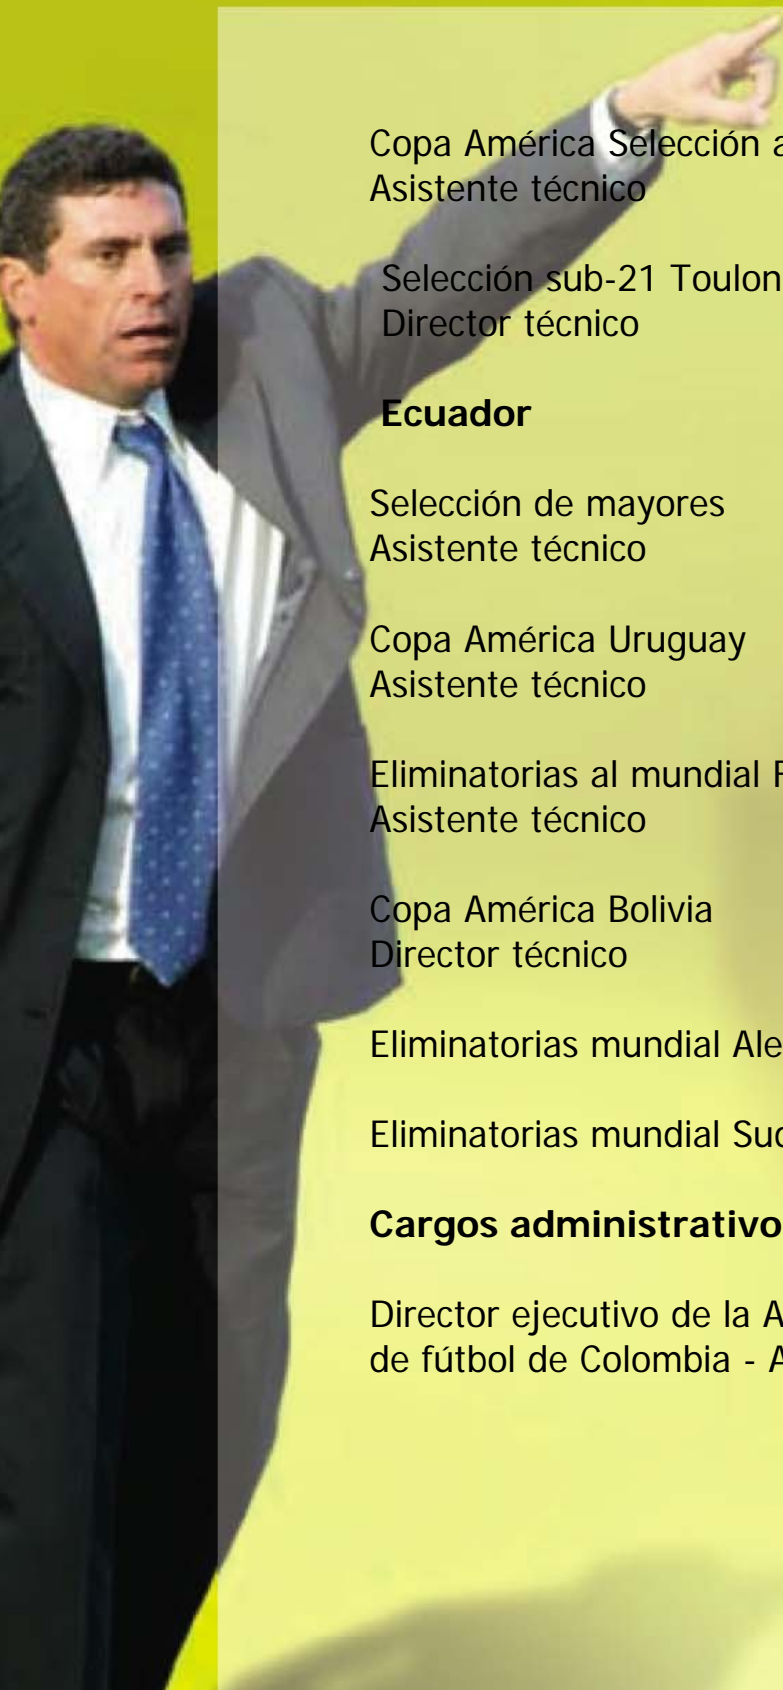 Copa América Selección
Asistente técnico
Selección sub-21 Toulon
Director técnico
Ecuador
Selección de mayores
Asistente técnico
Copa América Uruguay
Asistente técnico
Eliminatorias al mundial
Asistente técnico
Copa América Bolivia
Director técnico
Eliminatorias mundial
Eliminatorias mundial
Cargos
Director ejecutivo de la
de fútbol de Colombia -